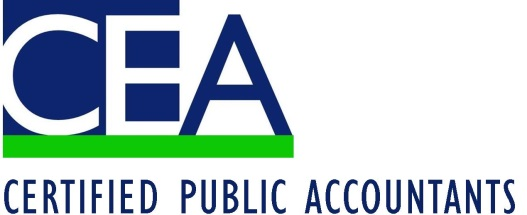 CEA
CERTIFIED PUBLIC ACCOUNTANTS